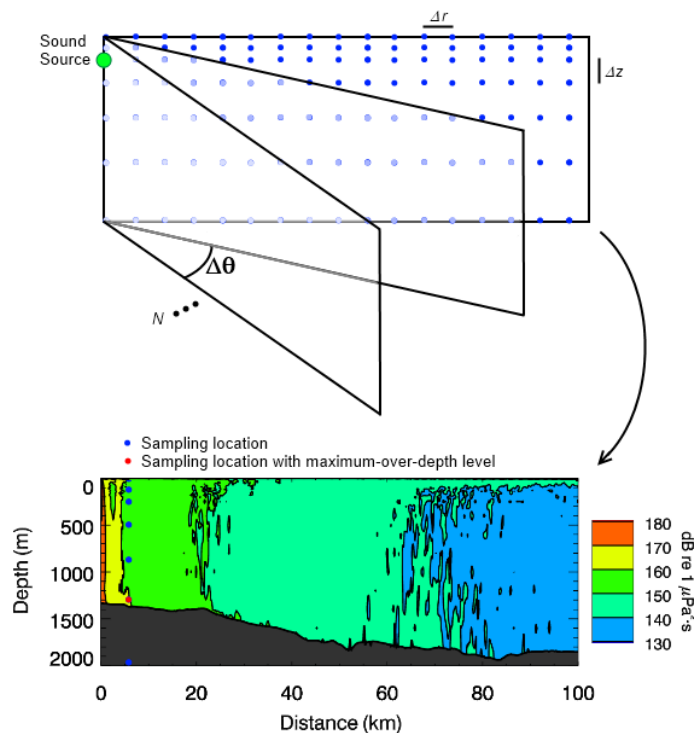 Δr
Sound
Source
Δz
Δθ
N
Sampling location
Sampling location with maximum-over-depth level
0
500
1000
1500
2000
Depth (m)
0 20 40 60 80 100
Distance (km)
180
170
160
150
140
130
dB re 1 μPa²·s